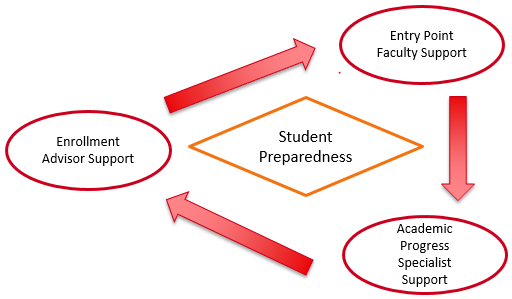 Entry Point
Faculty Support
Enrollment
Advisor Support
Student
Preparedness
Academic
Progress
Specialist
Support